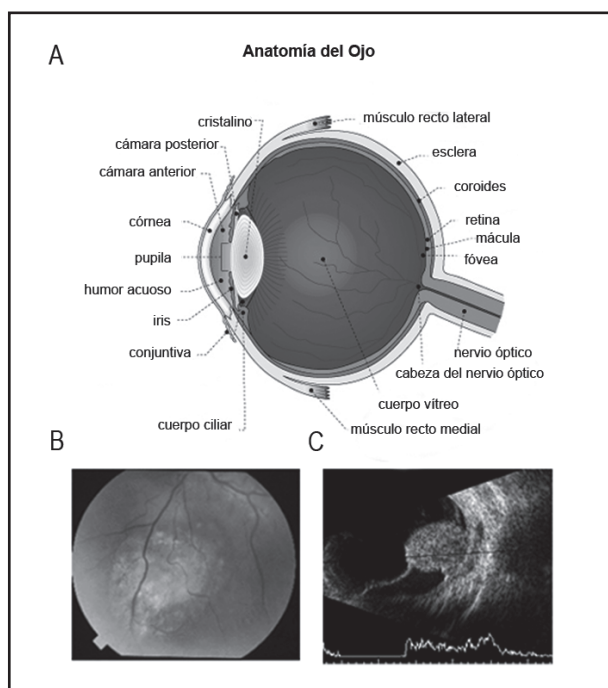 A
Anatomía del Ojo
cristalino
músculo recto lateral
cámara posterior
esclera
cámara anterior
coroides
córnea
retina
mácula
pupila
fóvea
humor acuoso
iris
nervio óptico
conjuntiva
cabeza del nervio óptico
cuerpo vítreo
cuerpo ciliar
músculo recto medial
B
C